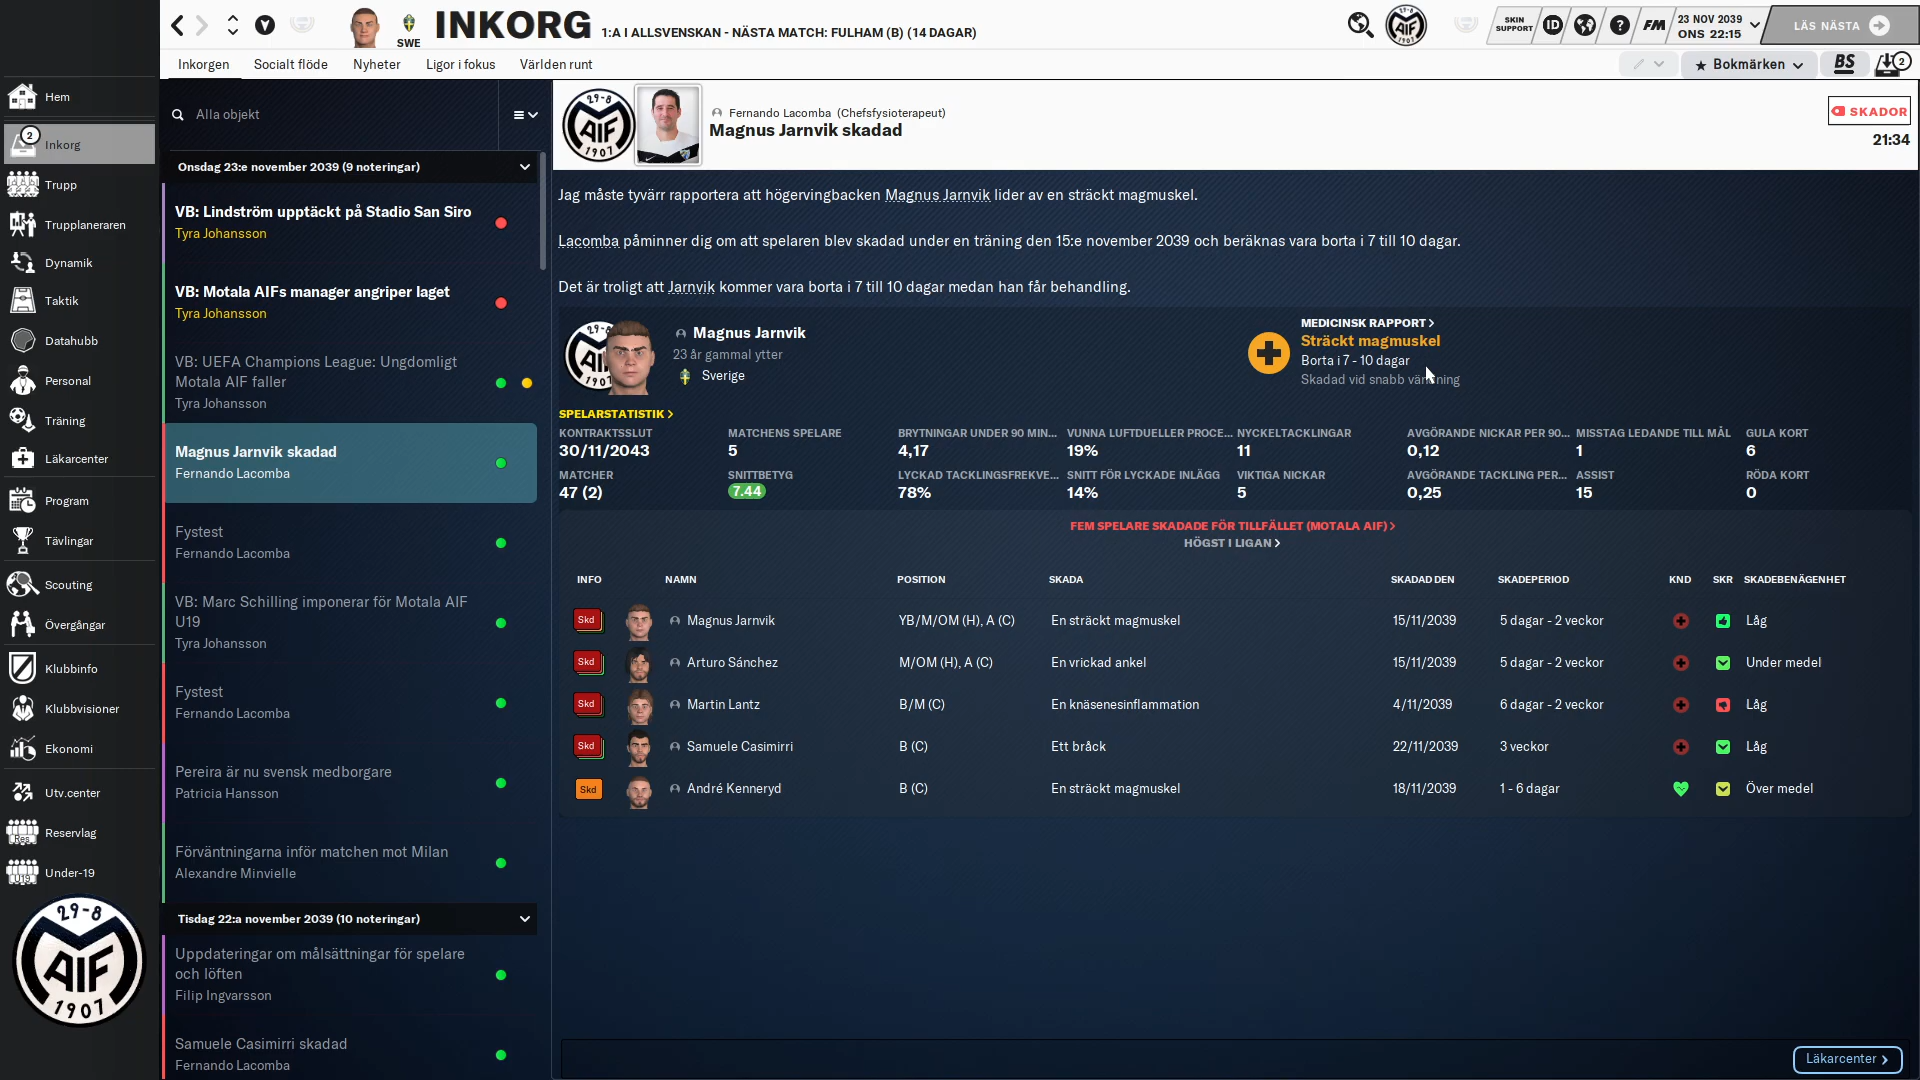 SWE
INKORG
1:A I ALLSVENSKAN - NÄSTA MATCH: FULHAM (B) (14 DAGAR)
SKIN
SUPPORT
ID
FM
23 NOV 2039
ONS 22:15
LÄS NÄSTA
Inkorgen
Socialt flöde
Nyheter
Ligor i fokus
Världen runt
Bokmärken
BS
2
Hem
2
Inkorg
Trupp
Trupplaneraren
Dynamik
Taktik
Datahubb
Personal
Träning
Läkarcenter
Program
Tävlingar
Scouting
Övergångar
Klubbinfo
Klubbvisioner
Ekonomi
Utv.center
Reservlag
Under-19
29-8
MAIF
1907
Alla objekt
Onsdag 23:e november 2039 (9 noteringar)
VB: Lindström upptäckt på Stadio San Siro
Tyra Johansson
VB: Motala AIFs manager angriper laget
Tyra Johansson
VB: UEFA Champions League: Ungdomligt
Motala AIF faller
Tyra Johansson
Magnus Jarnvik skadad
Fernando Lacomba
Fystest
Fernando Lacomba
VB: Marc Schilling imponerar för Motala AIF
U19
Tyra Johansson
Fystest
Fernando Lacomba
Pereira är nu svensk medborgare
Patricia Hansson
Förväntningarna inför matchen mot Milan
Alexandre Minvielle
Tisdag 22:a november 2039 (10 noteringar)
Uppdateringar om målsättningar för spelare
och löften
Filip Ingvarsson
Samuele Casimirri skadad
Fernando Lacomba
Fernando Lacomba (Chefsfysioterapeut)
Magnus Jarnvik skadad
SKADOR
21:34
Jag måste tyvärr rapportera att högervingbacken Magnus Jarnvik lider av en sträckt magmuskel.
Lacomba påminner dig om att spelaren blev skadad under en träning den 15:e november 2039 och beräknas vara borta i 7 till 10 dagar.
Det är troligt att Jarnvik kommer vara borta i 7 till 10 dagar medan han får behandling.
Magnus Jarnvik
23 år gammal ytter
Sverige
MEDICINSK RAPPORT >
Sträckt magmuskel
Borta i 7 - 10 dagar
Skadad vid snabb vändning
SPELARSTATISTIK >
KONTRAKTSSLUT
30/11/2043
MATCHENS SPELARE
5
BRYTNINGAR UNDER 90 MIN...
4,17
VUNNA LUFTDUELLER PROCE...
19%
NYCKELTACKLINGAR
11
AVGÖRANDE NICKAR PER 90...
0,12
MISSTAG LEDANDE TILL MÅL
1
GULA KORT
6
MATCHER
47 (2)
SNITTBETYG
7.44
LYCKAD TACKLINGSFREKVE...
78%
SNITT FÖR LYCKADE INLÄGG
14%
VIKTIGA NICKAR
5
AVGÖRANDE TACKLING PER...
0,25
ASSIST
15
RÖDA KORT
0
FEM SPELARE SKADADE FÖR TILLFÄLLET (MOTALA AIF) >
HÖGST I LIGAN >
INFO NAMN POSITION SKADA SKADAD DEN SKADEPERIOD KND SKR SKADEBENÄGENHET
Skd Magnus Jarnvik YB/M/OM (H), A (C) En sträckt magmuskel 15/11/2039 5 dagar - 2 veckor Låg
Skd Arturo Sánchez M/OM (H), A (C) En vrickad ankel 15/11/2039 5 dagar - 2 veckor Under medel
Skd Martin Lantz B/M (C) En knäsenesinflammation 4/11/2039 6 dagar - 2 veckor Låg
Skd Samuele Casimirri B (C) Ett bråck 22/11/2039 3 veckor Låg
Skd André Kenneryd B (C) En sträckt magmuskel 18/11/2039 1 - 6 dagar Över medel
Läkarcenter >